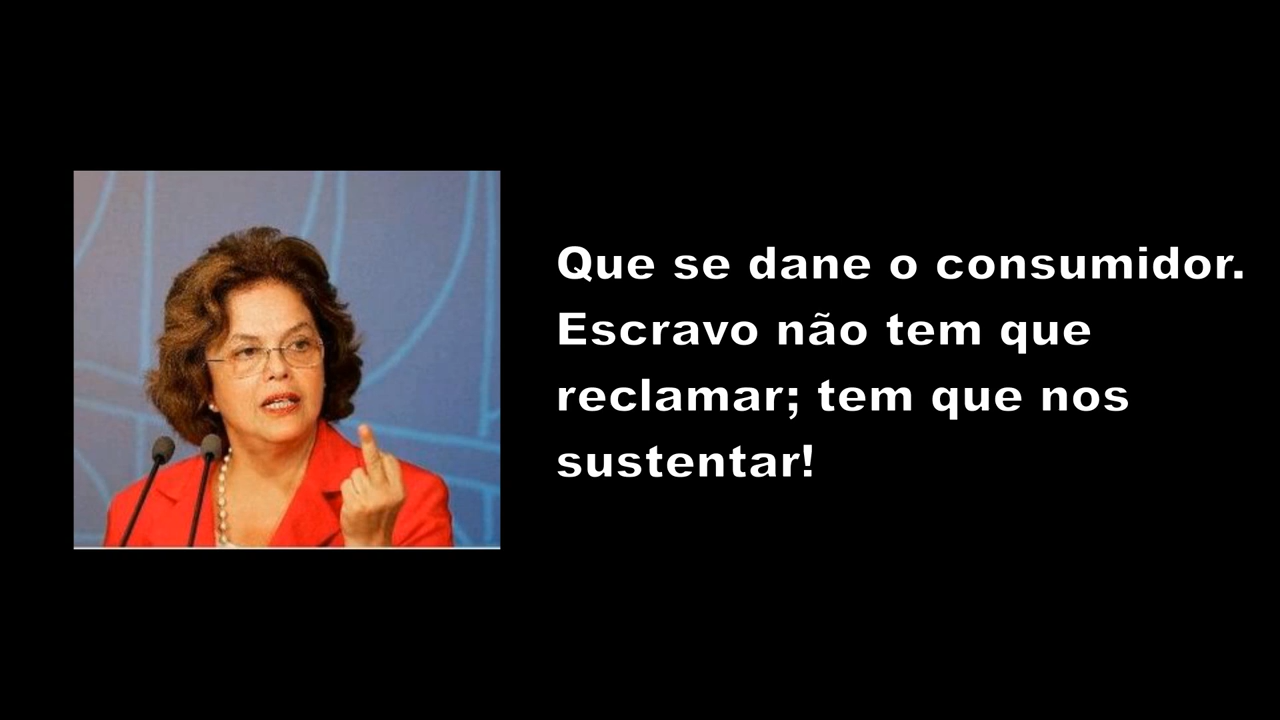 Que se dane o consumidor.
Escravo não tem que
reclamar; tem que nos
sustentar!